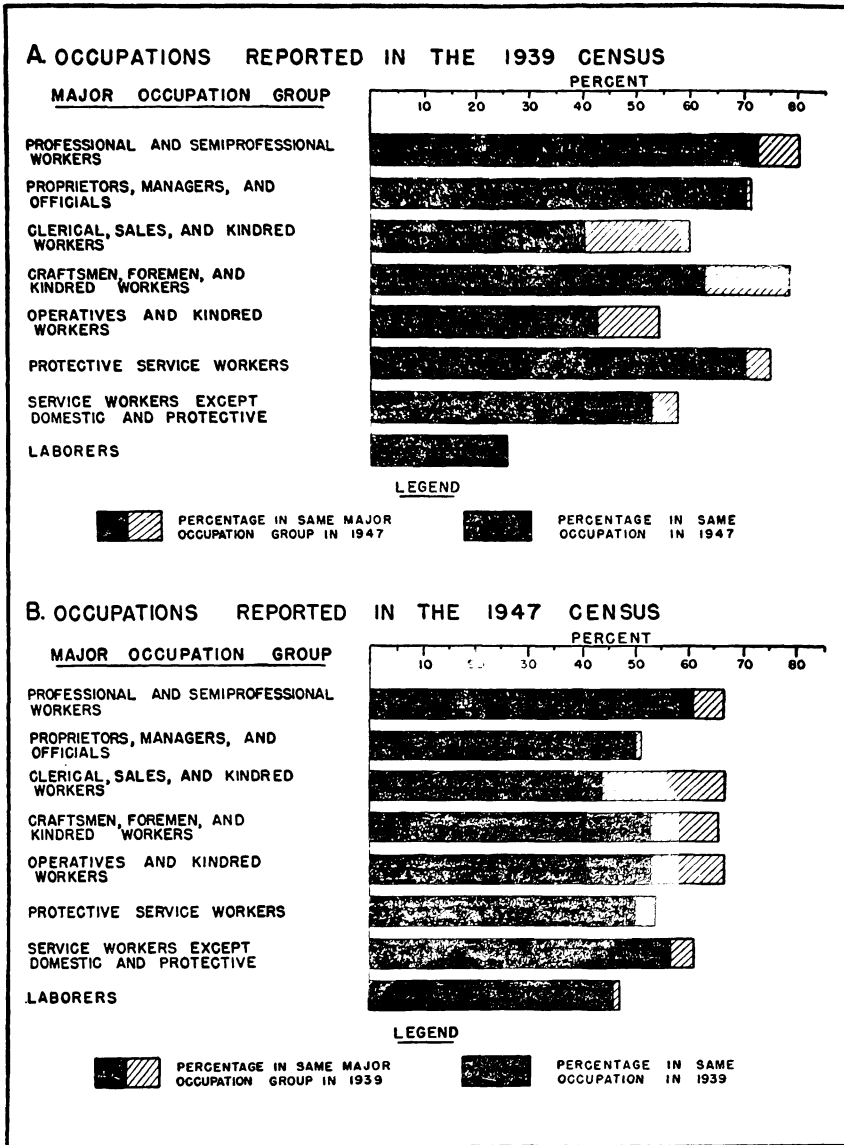 A. OCCUPATIONS REPORTED IN THE 1939 CENSUS
PERCENT
MAJOR OCCUPATION GROUP
10 20 30 40 50 60 70 80
PROFESSIONAL AND SEMIPROFESSIONAL
WORKERS
PROPRIETORS, MANAGERS, AND
OFFICIALS
CLERICAL, SALES, AND KINDRED
WORKERS
CRAFTSMEN, FOREMEN, AND
KINDRED WORKERS
OPERATIVES AND KINDRED
WORKERS
PROTECTIVE SERVICE WORKERS
SERVICE WORKERS EXCEPT
DOMESTIC AND PROTECTIVE
LABORERS
LEGEND
PERCENTAGE IN SAME MAJOR
OCCUPATION GROUP IN 1947
PERCENTAGE IN SAME
OCCUPATION IN 1947
B. OCCUPATIONS REPORTED IN THE 1947 CENSUS
PERCENT
MAJOR OCCUPATION GROUP
10 30 40 50 60 70 80
PROFESSIONAL AND SEMIPROFESSIONAL
WORKERS
PROPRIETORS, MANAGERS, AND
OFFICIALS
CLERICAL, SALES, AND KINDRED
WORKERS
CRAFTSMEN, FOREMEN, AND
KINDRED WORKERS
OPERATIVES AND KINDRED
WORKERS
PROTECTIVE SERVICE WORKERS
SERVICE WORKERS EXCEPT
DOMESTIC AND PROTECTIVE
LABORERS
LEGEND
PERCENTAGE IN SAME MAJOR
OCCUPATION GROUP IN 1939
PERCENTAGE IN SAME
OCCUPATION IN 1939